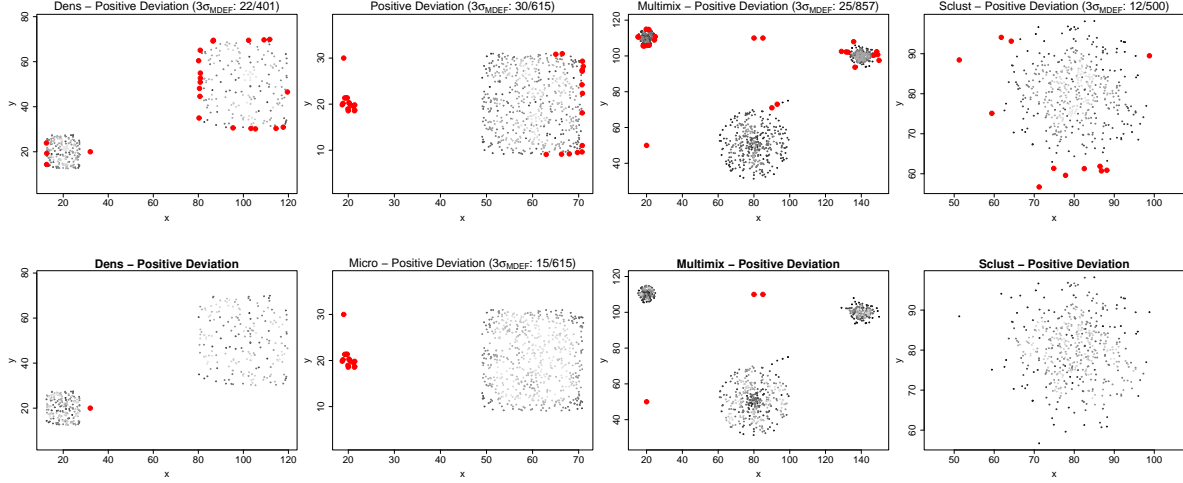 Dens − Positive Deviation (3σMDEF: 22/401)
Positive Deviation (3σMDEF: 30/615)
Multimix − Positive Deviation (3σMDEF: 25/857)
Sclust − Positive Deviation (3σMDEF: 12/500)
y
20 40 60 80
x
20 40 60 80 100 120
y
10 20 30
x
20 30 40 50 60 70
y
40 60 80 100 120
x
20 40 60 80 100 140
y
60 70 80 90
x
50 60 70 80 90 100
Dens − Positive Deviation
Micro − Positive Deviation (3σMDEF: 15/615)
Multimix − Positive Deviation
Sclust − Positive Deviation
y
20 40 60 80
x
20 40 60 80 100 120
y
10 20 30
x
20 30 40 50 60 70
y
40 60 80 100 120
x
20 40 60 80 100 140
y
60 70 80 90
x
50 60 70 80 90 100